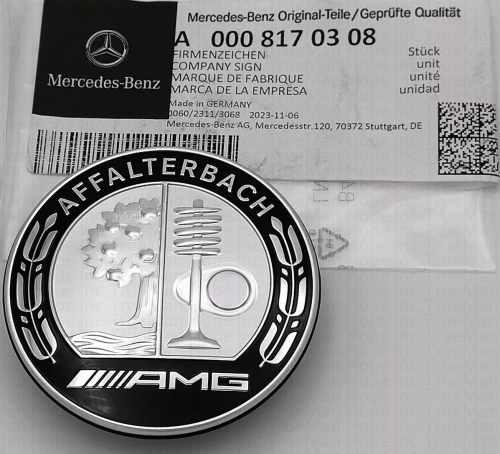 Mercedes-Benz Original-Teile/Geprüfte Qualität
A 000 817 03 08
FIRMENZEICHEN
COMPANY SIGN
MARQUE DE FABRIQUE
MARCA DE LA EMPRESA
Stück
unit
unité
unidad
Mercedes-Benz
Made in GERMANY
0060/2311/3068 2023-11-06
Mercedes-Benz AG, Mercedesstr.120, 70372 Stuttgart, DE
AFFALTERBACH
AMG